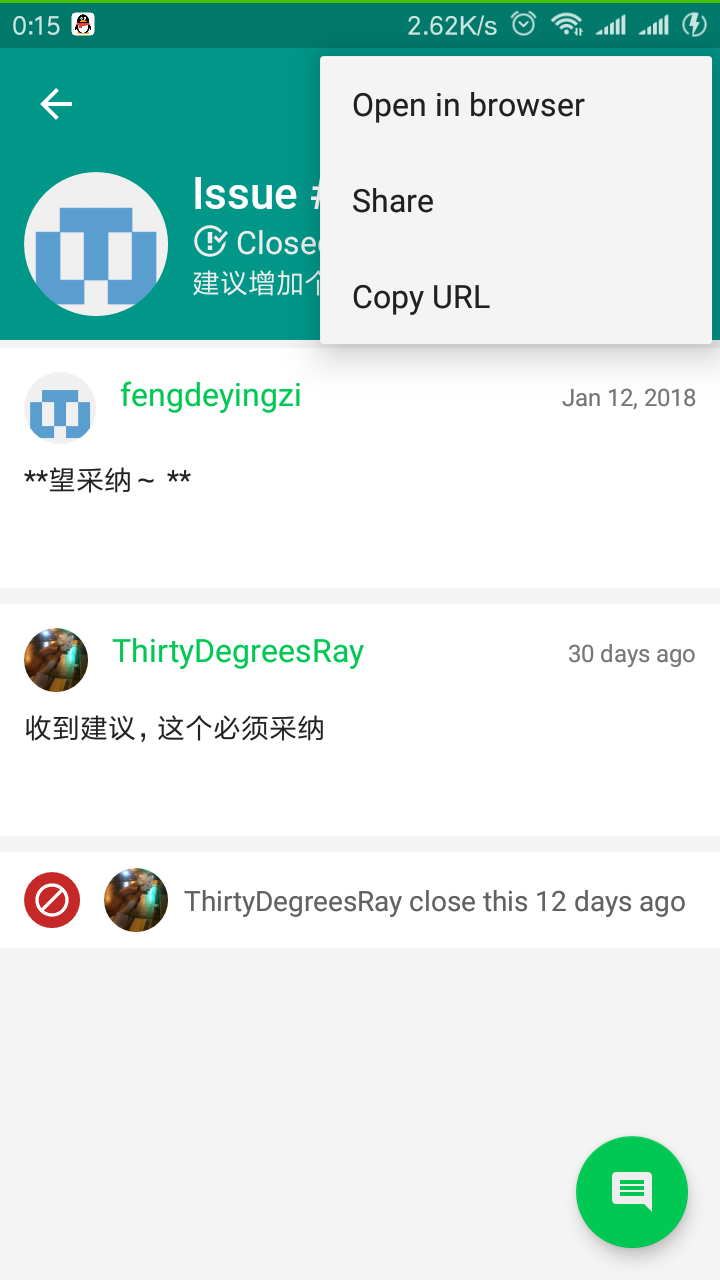 0:15 2.62K/s
Open in browser
Share
Copy URL
Issue
建议增加
fengdeyingzi Jan 12, 2018
**望采纳～ **
ThirtyDegreesRay 30 days ago
收到建议，这个必须采纳
ThirtyDegreesRay close this 12 days ago